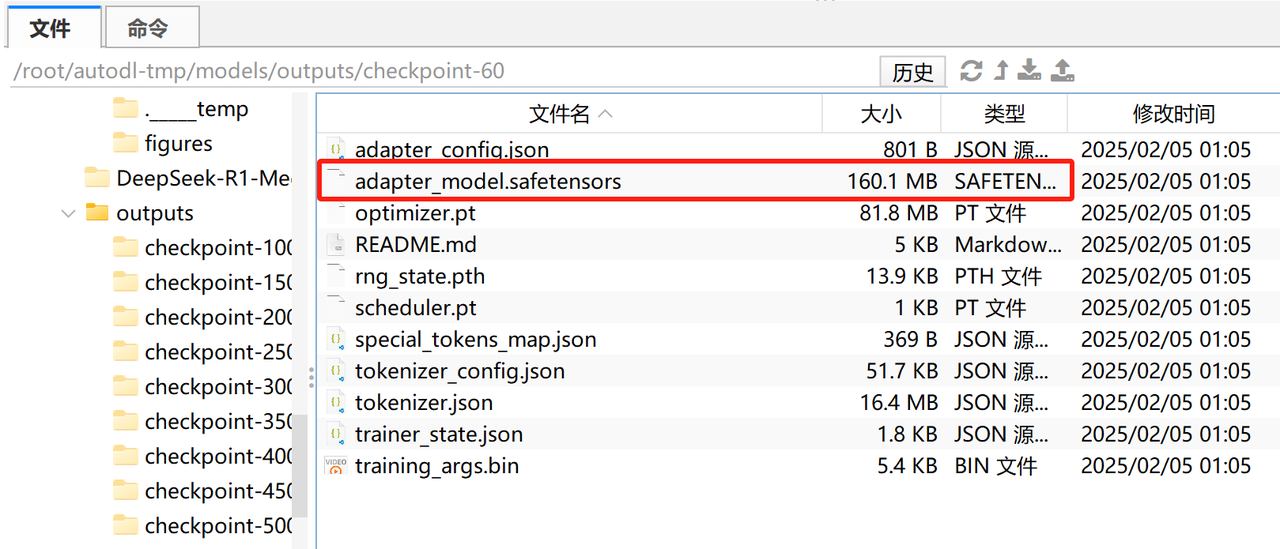 文件 命令
/root/autodl-tmp/models/outputs/checkpoint-60 历史
._____temp
figures
DeepSeek-R1-Me
outputs
checkpoint-100
checkpoint-150
checkpoint-200
checkpoint-250
checkpoint-300
checkpoint-350
checkpoint-400
checkpoint-450
checkpoint-500
文件名 大小 类型 修改时间
adapter_config.json 801 B JSON 源... 2025/02/05 01:05
adapter_model.safetensors 160.1 MB SAFETEN... 2025/02/05 01:05
optimizer.pt 81.8 MB PT 文件 2025/02/05 01:05
README.md 5 KB Markdow... 2025/02/05 01:05
rng_state.pth 13.9 KB PTH 文件 2025/02/05 01:05
scheduler.pt 1 KB PT 文件 2025/02/05 01:05
special_tokens_map.json 369 B JSON 源... 2025/02/05 01:05
tokenizer_config.json 51.7 KB JSON 源... 2025/02/05 01:05
tokenizer.json 16.4 MB JSON 源... 2025/02/05 01:05
trainer_state.json 1.8 KB JSON 源... 2025/02/05 01:05
VIDEO training_args.bin 5.4 KB BIN 文件 2025/02/05 01:05